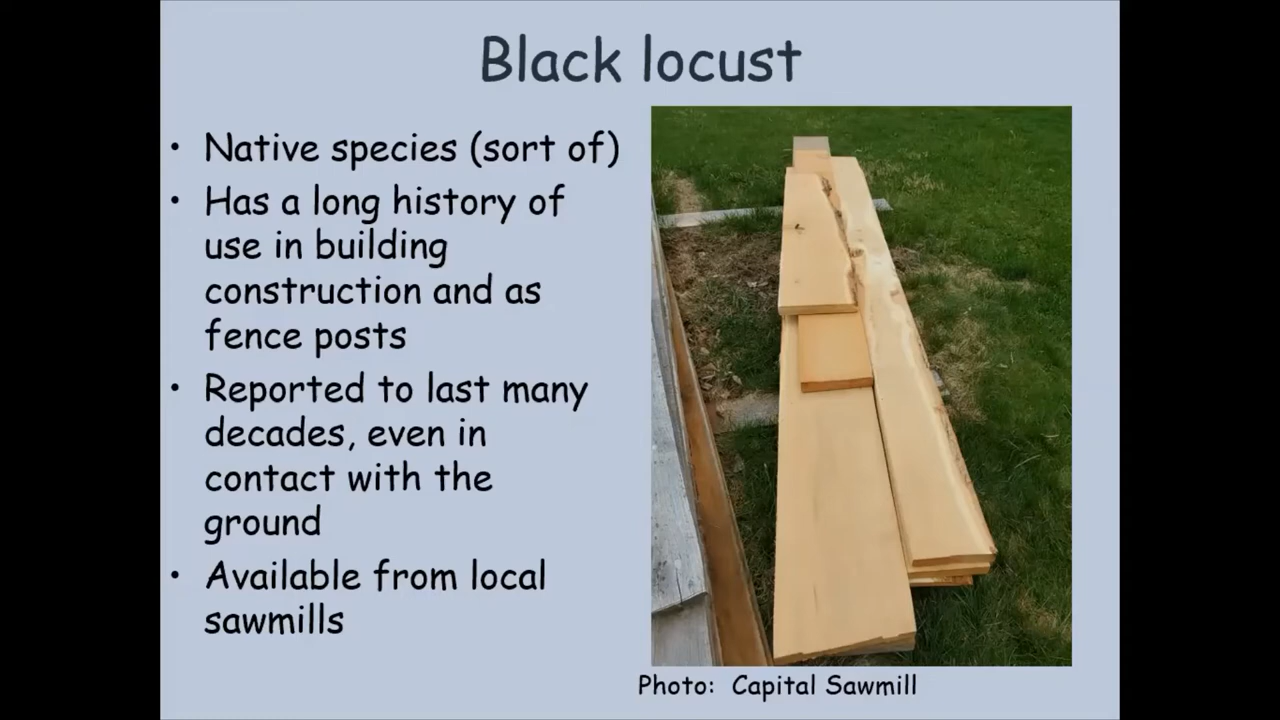 Black locust
• Native species (sort of)
• Has a long history of
use in building
construction and as
fence posts
• Reported to last many
decades, even in
contact with the
ground
• Available from local
sawmills
Photo: Capital Sawmill